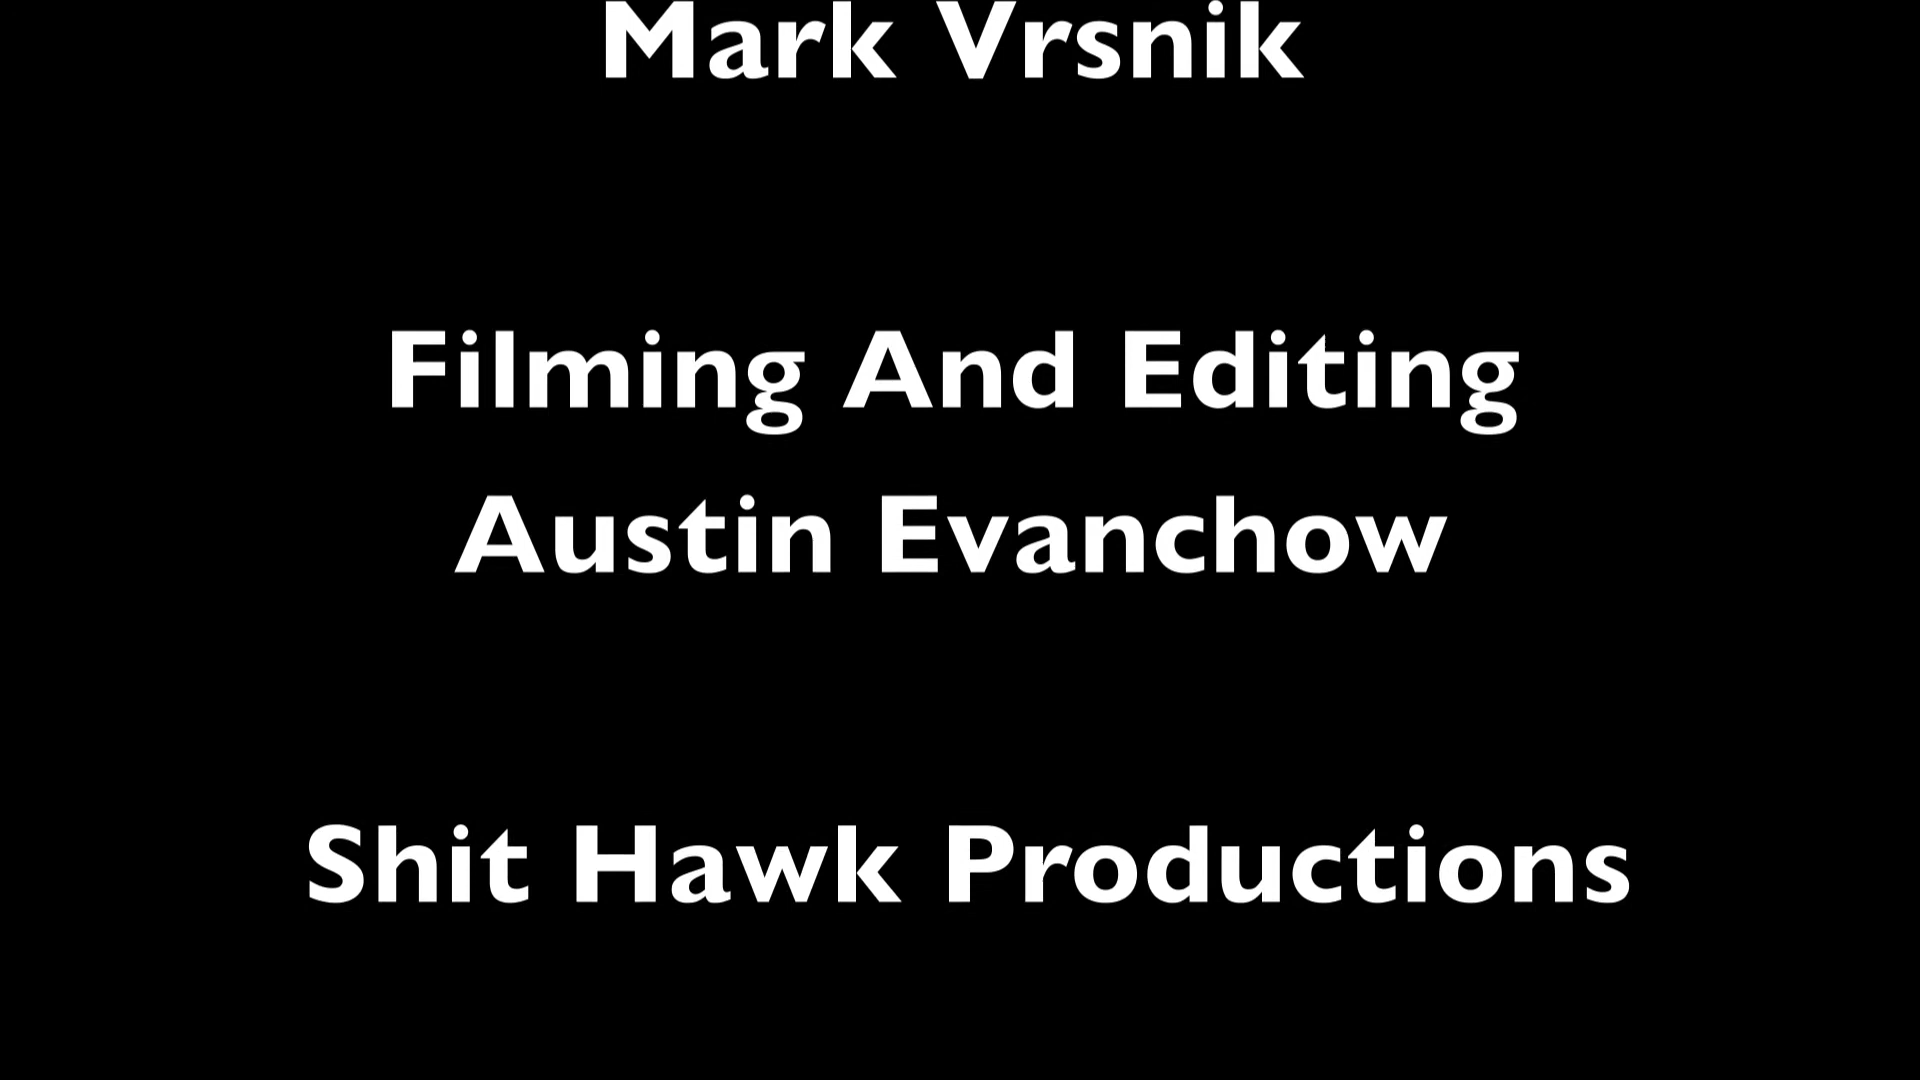 Mark Vrsnik
Filming And Editing
Austin Evanchow
Shit Hawk Productions